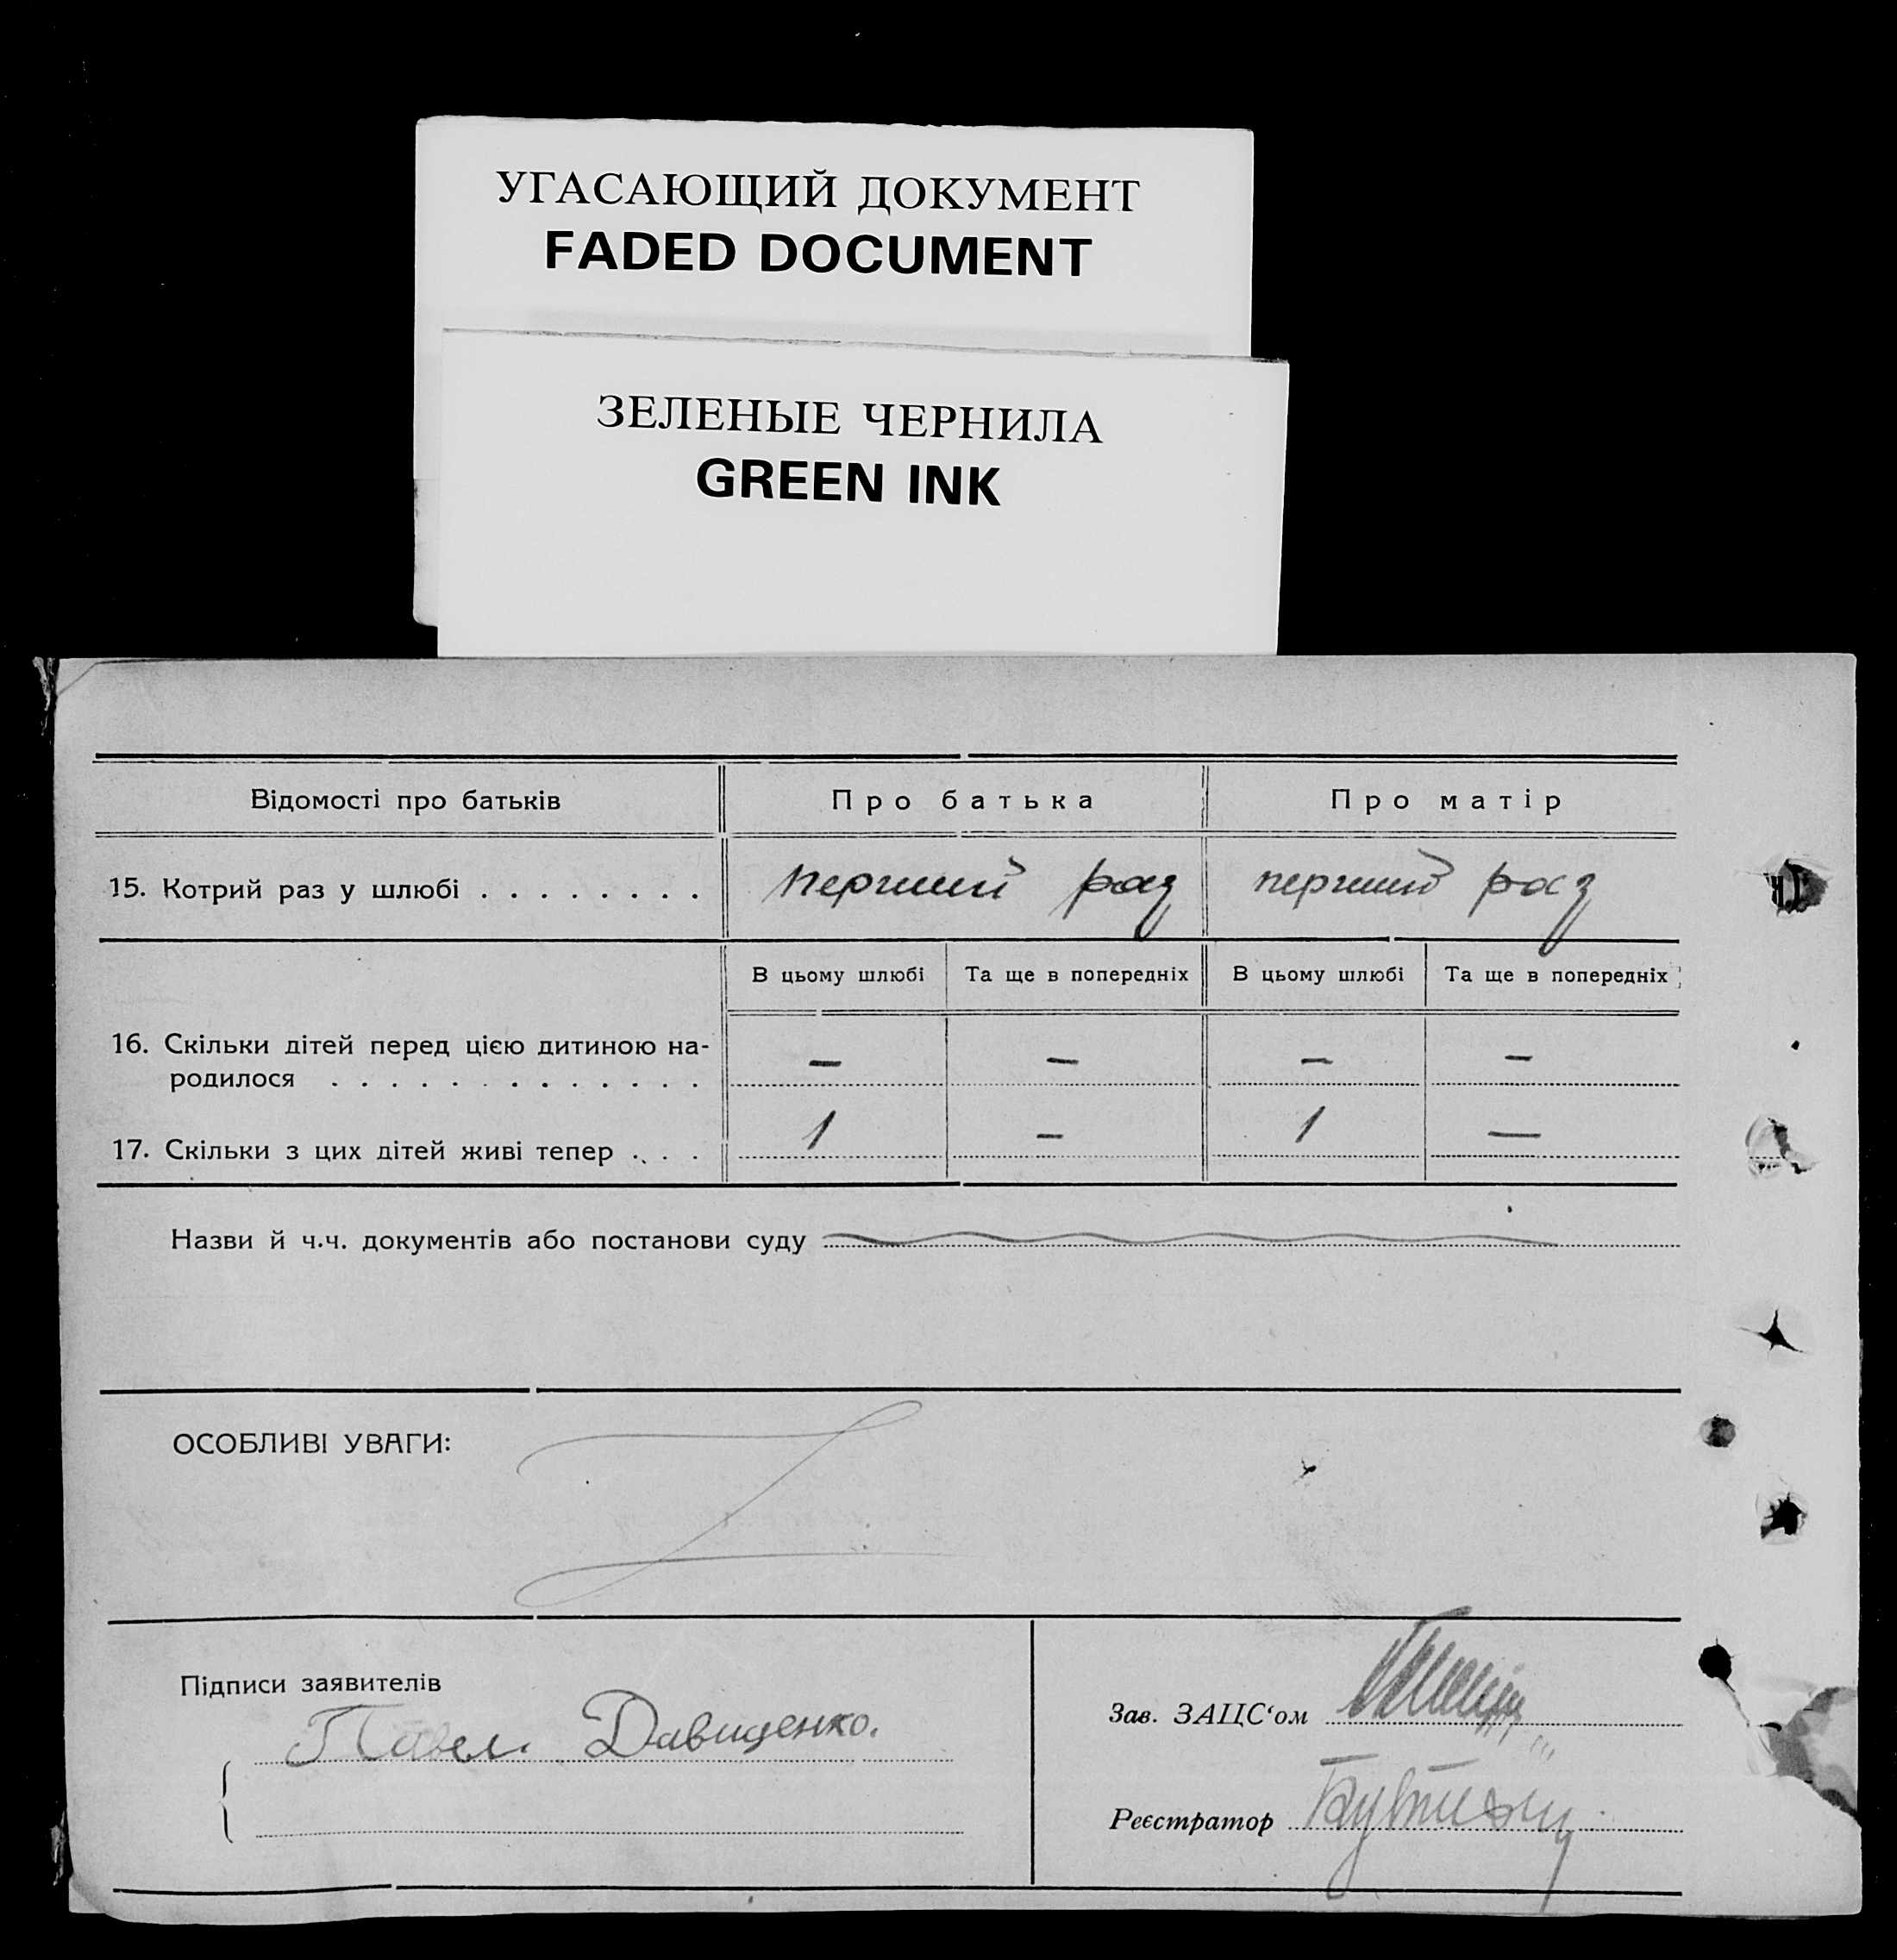 УГАСАЮЩИЙ ДОКУМЕНТ
FADED DOCUMENT
ЗЕЛЕНЫЕ ЧЕРНИЛА
GREEN INK
Відомості про батьків Про батька Про матір
15. Котрий раз у шлюбі . . . . . . . . перший раз перший раз
В цьому шлюбі Та ще в попередніх В цьому шлюбі Та ще в попередніх
16. Скільки дітей перед цією дитиною на-
родилося . . . . . . . . . . . . . – – – –
17. Скільки з цих дітей живі тепер . . . 1 – 1 –
Назви й ч.ч. документів або постанови суду
ОСОБЛИВІ УВАГИ:
Підписи заявителів
Павел Давиденко.
Зав. ЗАЦС‘ом
Реєстратор